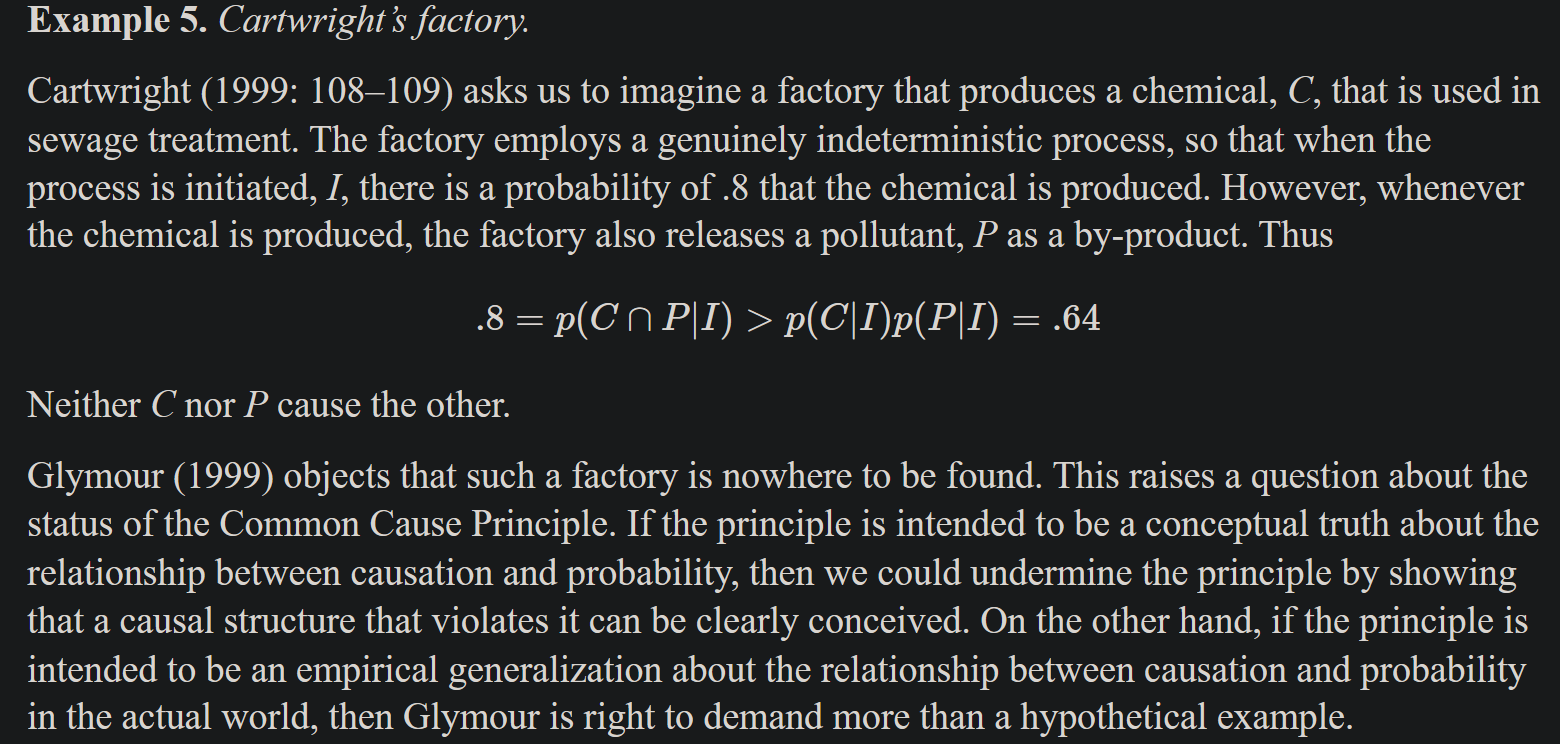 Example 5. Cartwright’s factory.
Cartwright (1999: 108–109) asks us to imagine a factory that produces a chemical, C, that is used in
sewage treatment. The factory employs a genuinely indeterministic process, so that when the
process is initiated, I, there is a probability of .8 that the chemical is produced. However, whenever
the chemical is produced, the factory also releases a pollutant, P as a by-product. Thus
.8 = p(C ∩ P|I) > p(C|I)p(P|I) = .64
Neither C nor P cause the other.
Glymour (1999) objects that such a factory is nowhere to be found. This raises a question about the
status of the Common Cause Principle. If the principle is intended to be a conceptual truth about the
relationship between causation and probability, then we could undermine the principle by showing
that a causal structure that violates it can be clearly conceived. On the other hand, if the principle is
intended to be an empirical generalization about the relationship between causation and probability
in the actual world, then Glymour is right to demand more than a hypothetical example.